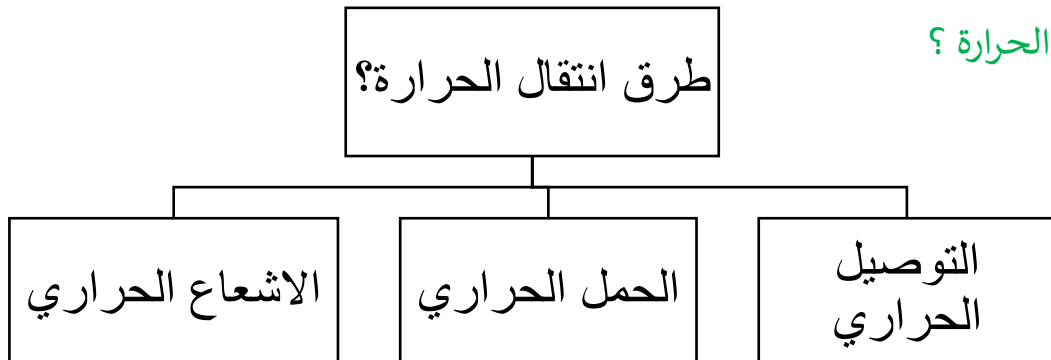 الحرارة ؟
طرق انتقال الحرارة؟
التوصيل
الحراري
الحمل الحراري
الاشعاع الحراري